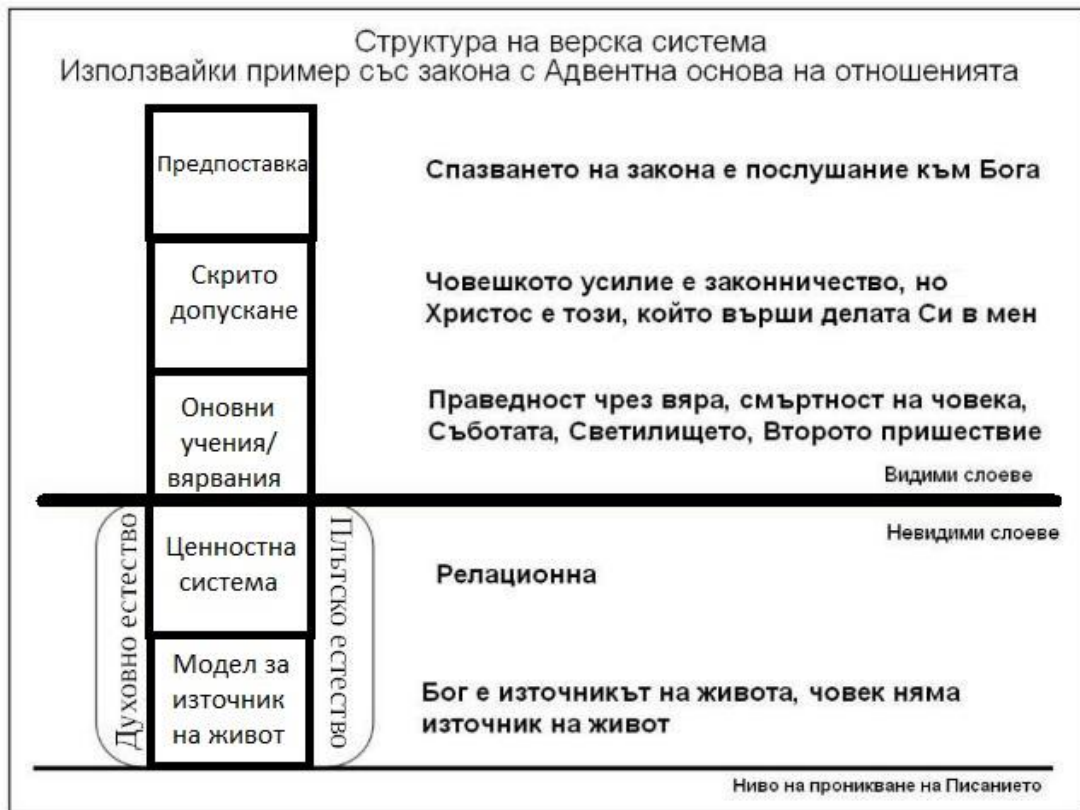 Структура на верска система
Използвайки пример със закона с Адвентна основа на отношенията
Предпоставка
Спазването на закона е послушание към Бога
Скрито
допускане
Човешкото усилие е законничество, но
Христос е този, който върши делата Си в мен
Оновни
учения/
вярвания
Праведност чрез вяра, смъртност на човека,
Съботата, Светилището, Второто пришествие
Видими слоеве
Невидими слоеве
Духовно естество
Ценностна
система
Плътско естество
Релационна
Модел за
източник
на живот
Бог е източникът на живота, човек няма
източник на живот
Ниво на проникване на Писанието